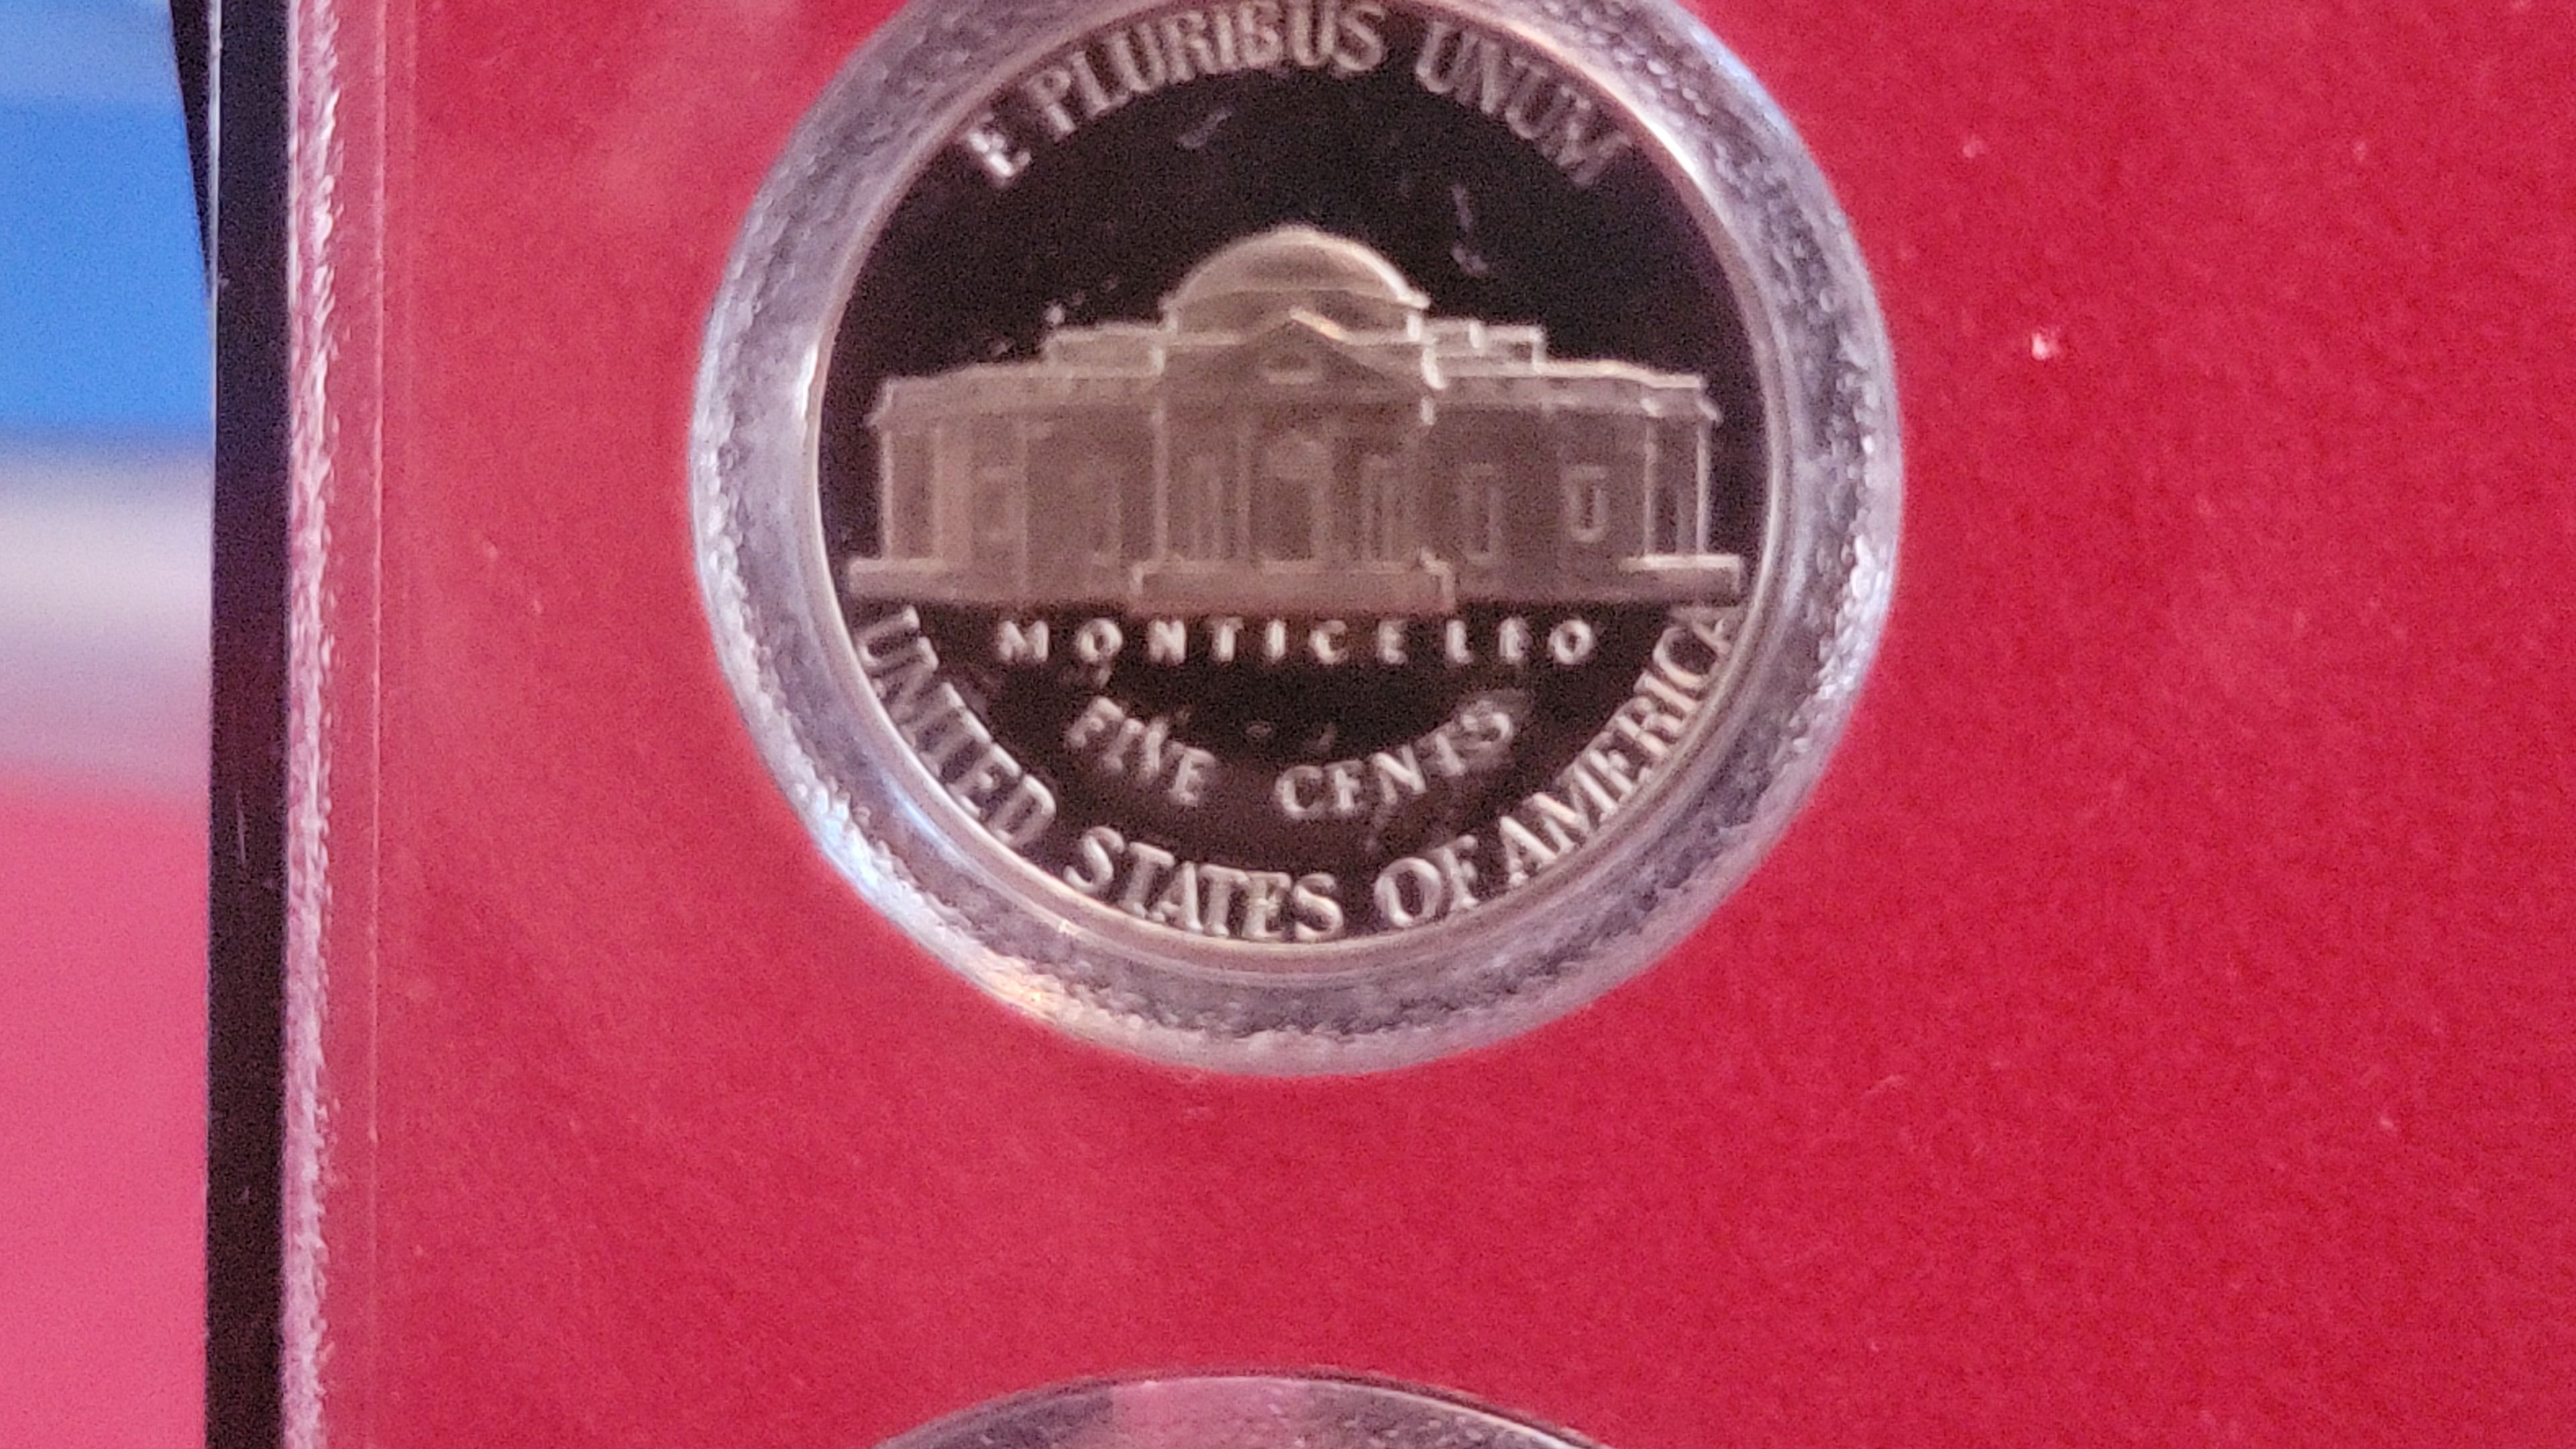 E PLURIBUS UNUM
MONTICELLO
FIVE CENTS
UNITED STATES OF AMERICA